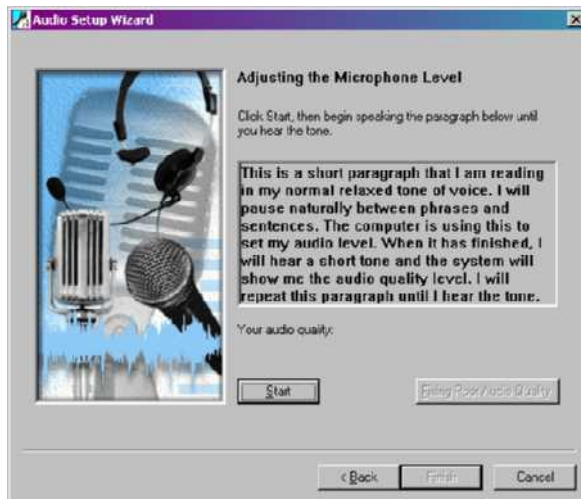 Audio Setup Wizard
Adjusting the Microphone Level
Click Start, then begin speaking the paragraph below until
you hear the tone.
This is a short paragraph that I am reading
in my normal relaxed tone of voice. I will
pause naturally between phrases and
sentences. The computer is using this to
set my audio level. When it has finished, I
will hear a short tone and the system will
show me the audio quality level. I will
repeat this paragraph until I hear the tone.
Your audio quality:
Start
Fixing Poor Audio Quality
< Back
Finish
Cancel